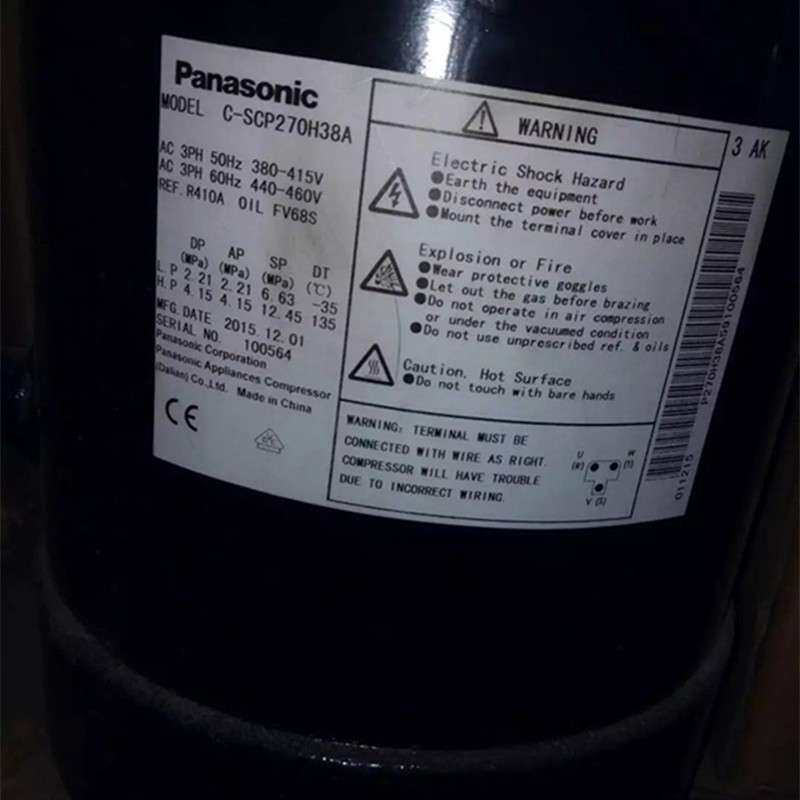 Panasonic
MODEL C-SCP270H38A
AC 3PH 50Hz 380-415V
AC 3PH 60Hz 440-460V
REF. R410A OIL FV68S
DP AP SP DT
(MPa) (MPa) (MPa) (℃)
L.P 2.21 2.21 6.63 -35
H.P 4.15 4.15 12.45 135
MFG. DATE 2015.12.01
SERIAL NO. 100564
Panasonic Corporation
Panasonic Appliances Compressor
(Dalian) Co.,Ltd. Made in China
CE
WARNING
Electric Shock Hazard
●Earth the equipment
●Disconnect power before work
●Mount the terminal cover in place
Explosion or Fire
●Wear protective goggles
●Let out the gas before brazing
●Do not operate in air compression
or under the vacuumed condition
●Do not use unprescribed ref. & oils
Caution, Hot Surface
●Do not touch with bare hands
WARNING: TERMINAL MUST BE
CONNECTED WITH WIRE AS RIGHT.
COMPRESSOR WILL HAVE TROUBLE
DUE TO INCORRECT WIRING.
U W
(R) (T)
V (S)
3 AK
011215